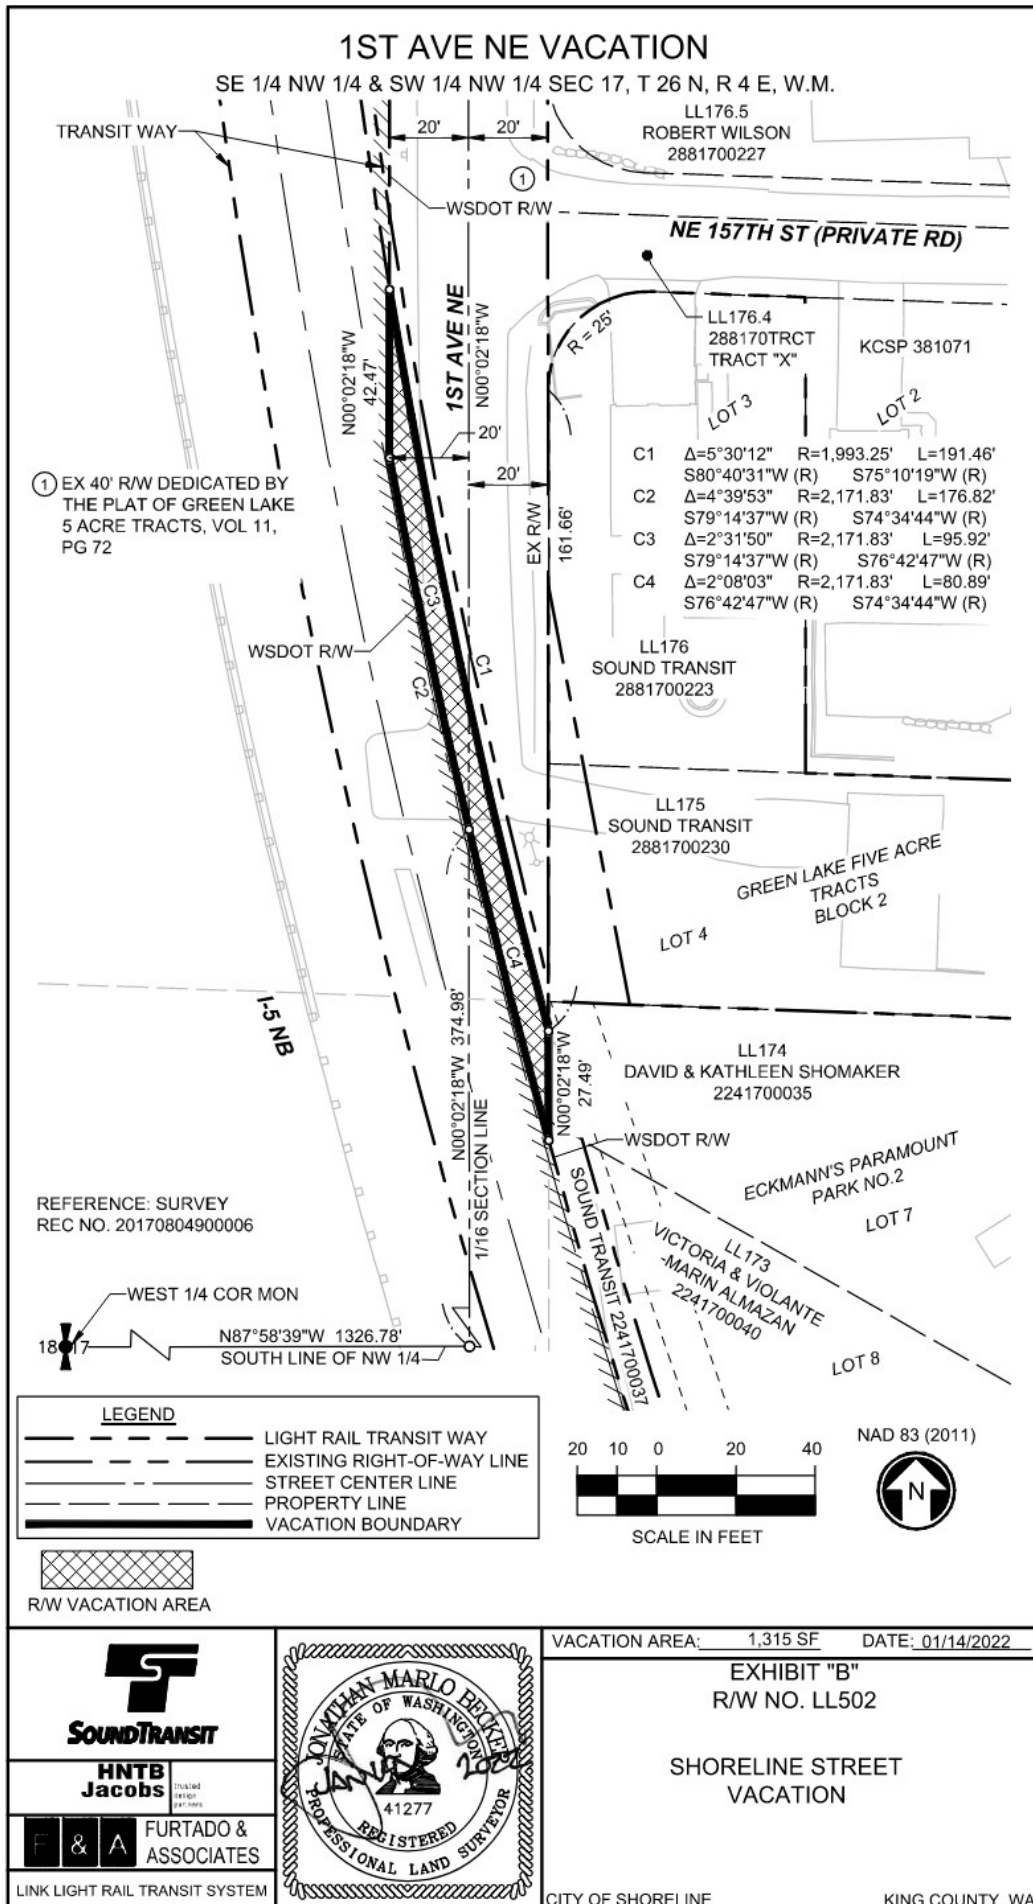 1ST AVE NE VACATION
SE 1/4 NW 1/4 & SW 1/4 NW 1/4 SEC 17, T 26 N, R 4 E, W.M.
TRANSIT WAY
20'
20'
LL176.5
ROBERT WILSON
2881700227
1
WSDOT R/W
NE 157TH ST (PRIVATE RD)
N00°02'18"W
42.47'
1ST AVE NE
N00°02'18"W
R = 25'
LL176.4
288170TRCT
TRACT "X"
KCSP 381071
LOT 3
LOT 2
20'
20'
1 EX 40' R/W DEDICATED BY
THE PLAT OF GREEN LAKE
5 ACRE TRACTS, VOL 11,
PG 72
EX R/W
161.66'
C1 Δ=5°30'12" R=1,993.25' L=191.46'
S80°40'31"W (R) S75°10'19"W (R)
C2 Δ=4°39'53" R=2,171.83' L=176.82'
S79°14'37"W (R) S74°34'44"W (R)
C3 Δ=2°31'50" R=2,171.83' L=95.92'
S79°14'37"W (R) S76°42'47"W (R)
C4 Δ=2°08'03" R=2,171.83' L=80.89'
S76°42'47"W (R) S74°34'44"W (R)
C3
WSDOT R/W
C1
C2
LL176
SOUND TRANSIT
2881700223
LL175
SOUND TRANSIT
2881700230
GREEN LAKE FIVE ACRE
TRACTS
BLOCK 2
LOT 4
C4
I-5 NB
N00°02'18"W 374.98'
1/16 SECTION LINE
N00°02'18"W
27.49'
LL174
DAVID & KATHLEEN SHOMAKER
2241700035
WSDOT R/W
ECKMANN'S PARAMOUNT
PARK NO.2
LOT 7
SOUND TRANSIT 2241700037
LL173
VICTORIA & VIOLANTE
-MARIN ALMAZAN
2241700040
LOT 8
REFERENCE: SURVEY
REC NO. 20170804900006
WEST 1/4 COR MON
18 17
N87°58'39"W 1326.78'
SOUTH LINE OF NW 1/4
LEGEND
LIGHT RAIL TRANSIT WAY
EXISTING RIGHT-OF-WAY LINE
STREET CENTER LINE
PROPERTY LINE
VACATION BOUNDARY
R/W VACATION AREA
20 10 0 20 40
SCALE IN FEET
NAD 83 (2011)
N
SOUNDTRANSIT
HNTB
Jacobs
trusted
design
partners
F & A FURTADO &
ASSOCIATES
LINK LIGHT RAIL TRANSIT SYSTEM
JONATHAN MARLO BECKER
STATE OF WASHINGTON
41277
REGISTERED
PROFESSIONAL LAND SURVEYOR
VACATION AREA: 1,315 SF DATE: 01/14/2022
EXHIBIT "B"
R/W NO. LL502
SHORELINE STREET
VACATION
CITY OF SHORELINE KING COUNTY, WA